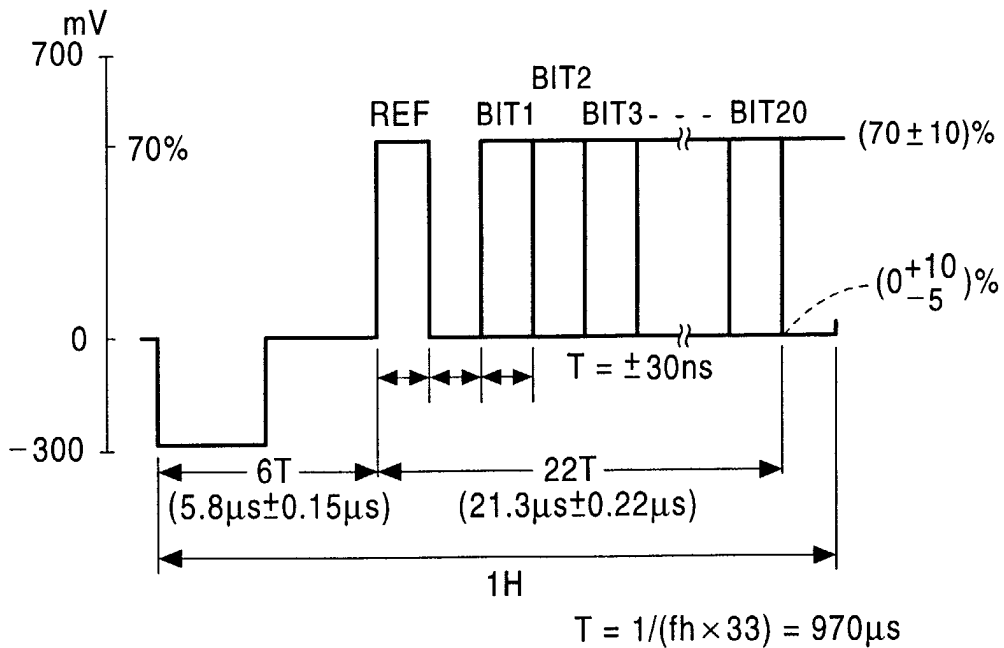 mV
700
BIT2
REF BIT1 BIT3 - - - BIT20
70% (70±10)%
(0 +10 −5)%
0
T = ±30ns
−300
6T 22T
(5.8μs±0.15μs) (21.3μs±0.22μs)
1H
T = 1/(fh×33) = 970μs